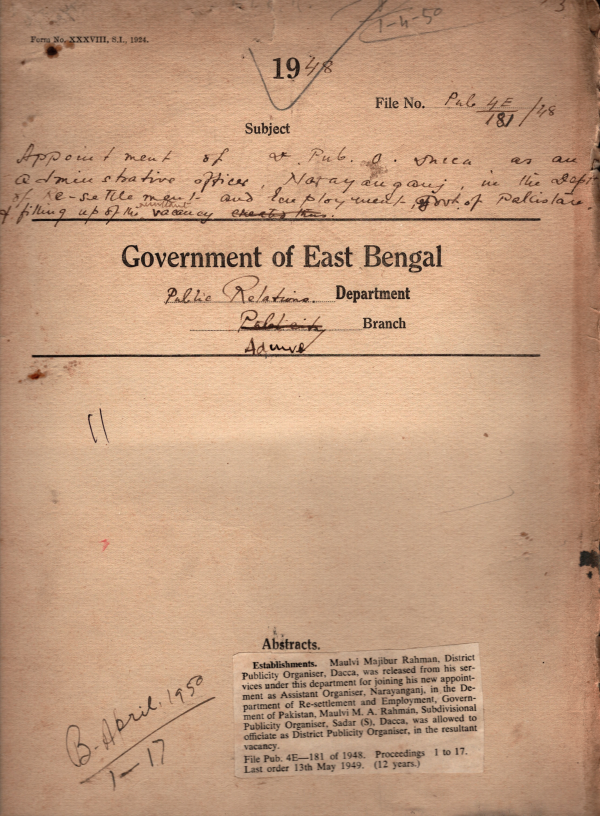 1-4-50
Form No. XXXVIII, S.I., 1924.
1948
File No. Pub 4E/181/48
Subject
Appointment of D. Pub. O. Dacca as an
administrative officer, Narayanganj, in the Dept.
of Re-settlement and Employment, Govt. of Pakistan.
& filling up of the resultant vacancy
Government of East Bengal
Public Relations. Department
Publicity Branch
Admve
Abstracts.
Establishments. Maulvi Majibur Rahman, District
Publicity Organiser, Dacca, was released from his ser-
vices under this department for joining his new appoint-
ment as Assistant Organiser, Narayanganj, in the De-
partment of Re-settlement and Employment, Govern-
ment of Pakistan, Maulvi M. A. Rahman, Subdivisional
Publicity Organiser, Sadar (S), Dacca, was allowed to
officiate as District Publicity Organiser, in the resultant
vacancy.
File Pub. 4E—181 of 1948. Proceedings 1 to 17.
Last order 13th May 1949. (12 years.)
B-April, 1950
1-17